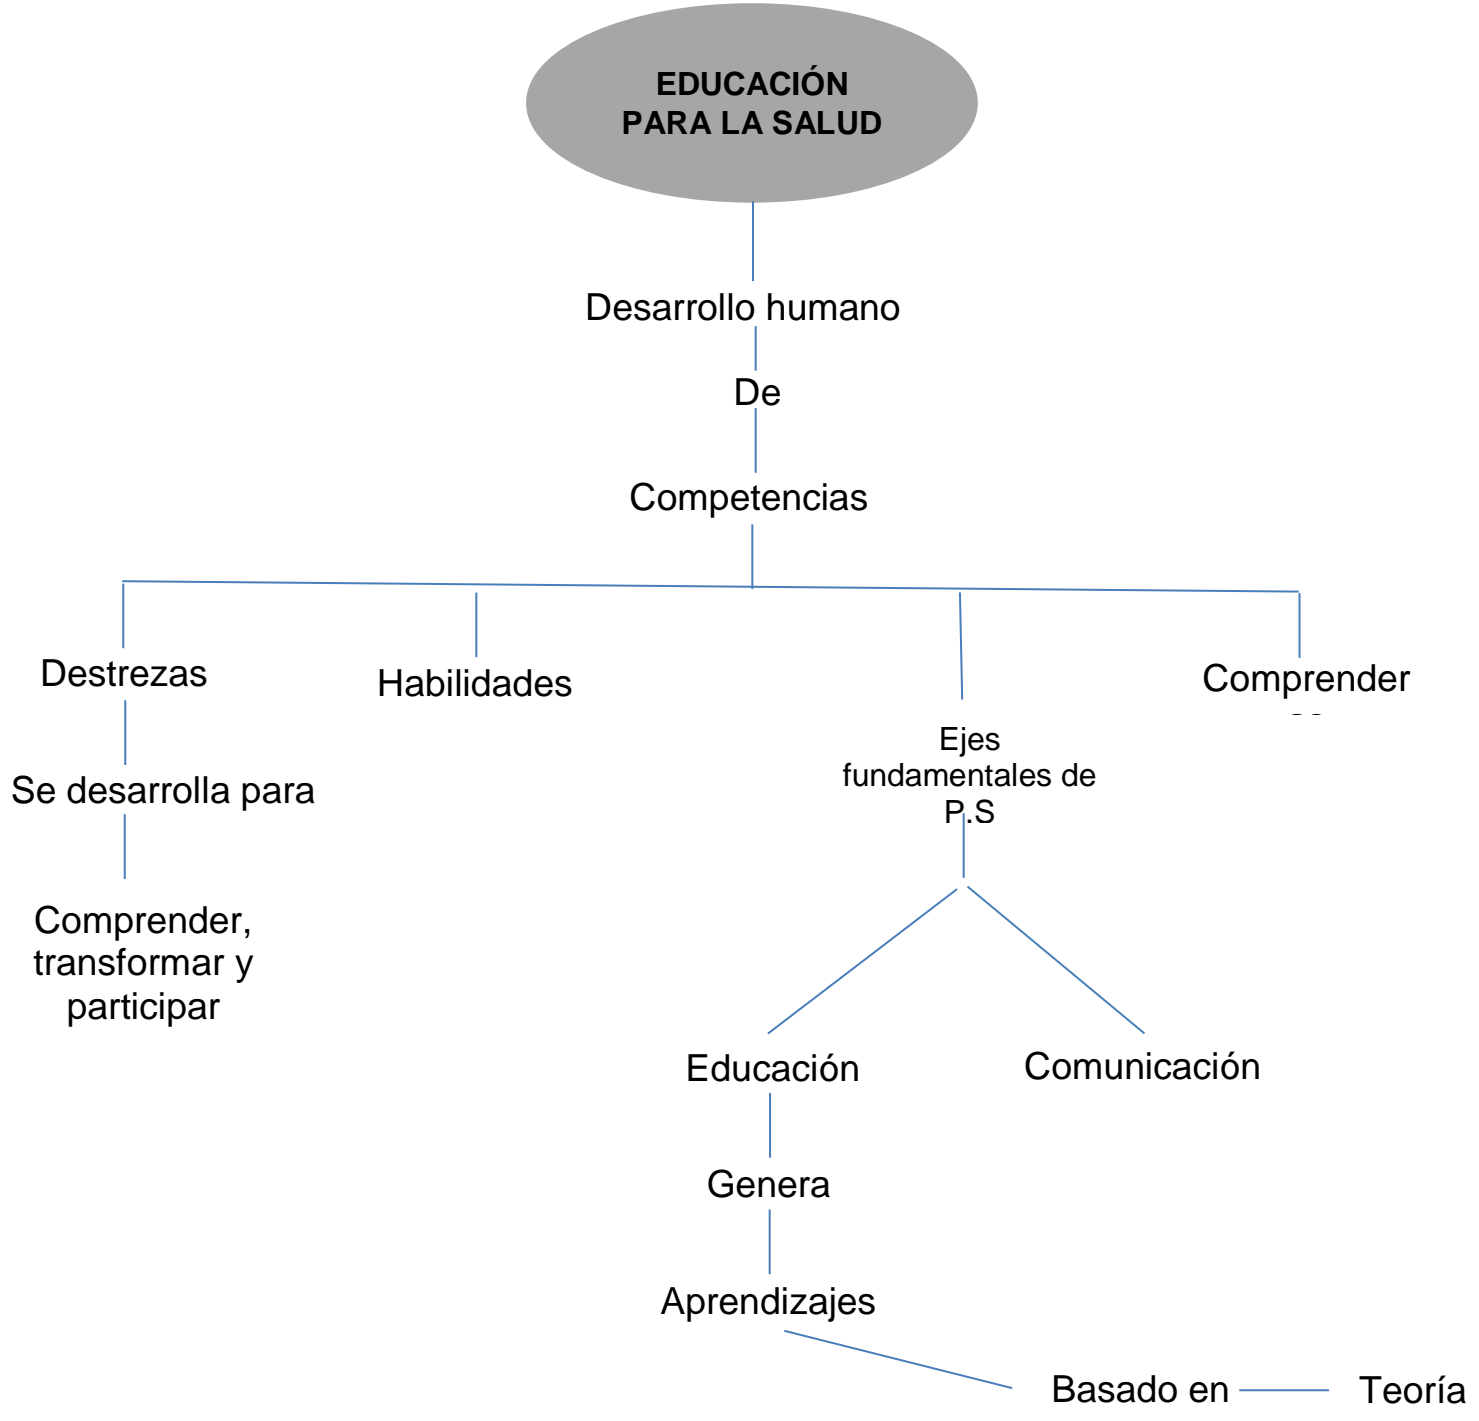 EDUCACIÓN
PARA LA SALUD
Desarrollo humano
De
Competencias
Destrezas
Habilidades
Comprender
Ejes
fundamentales de
P.S
Se desarrolla para
Comprender,
transformar y
participar
Educación
Comunicación
Genera
Aprendizajes
Basado en
Teoría